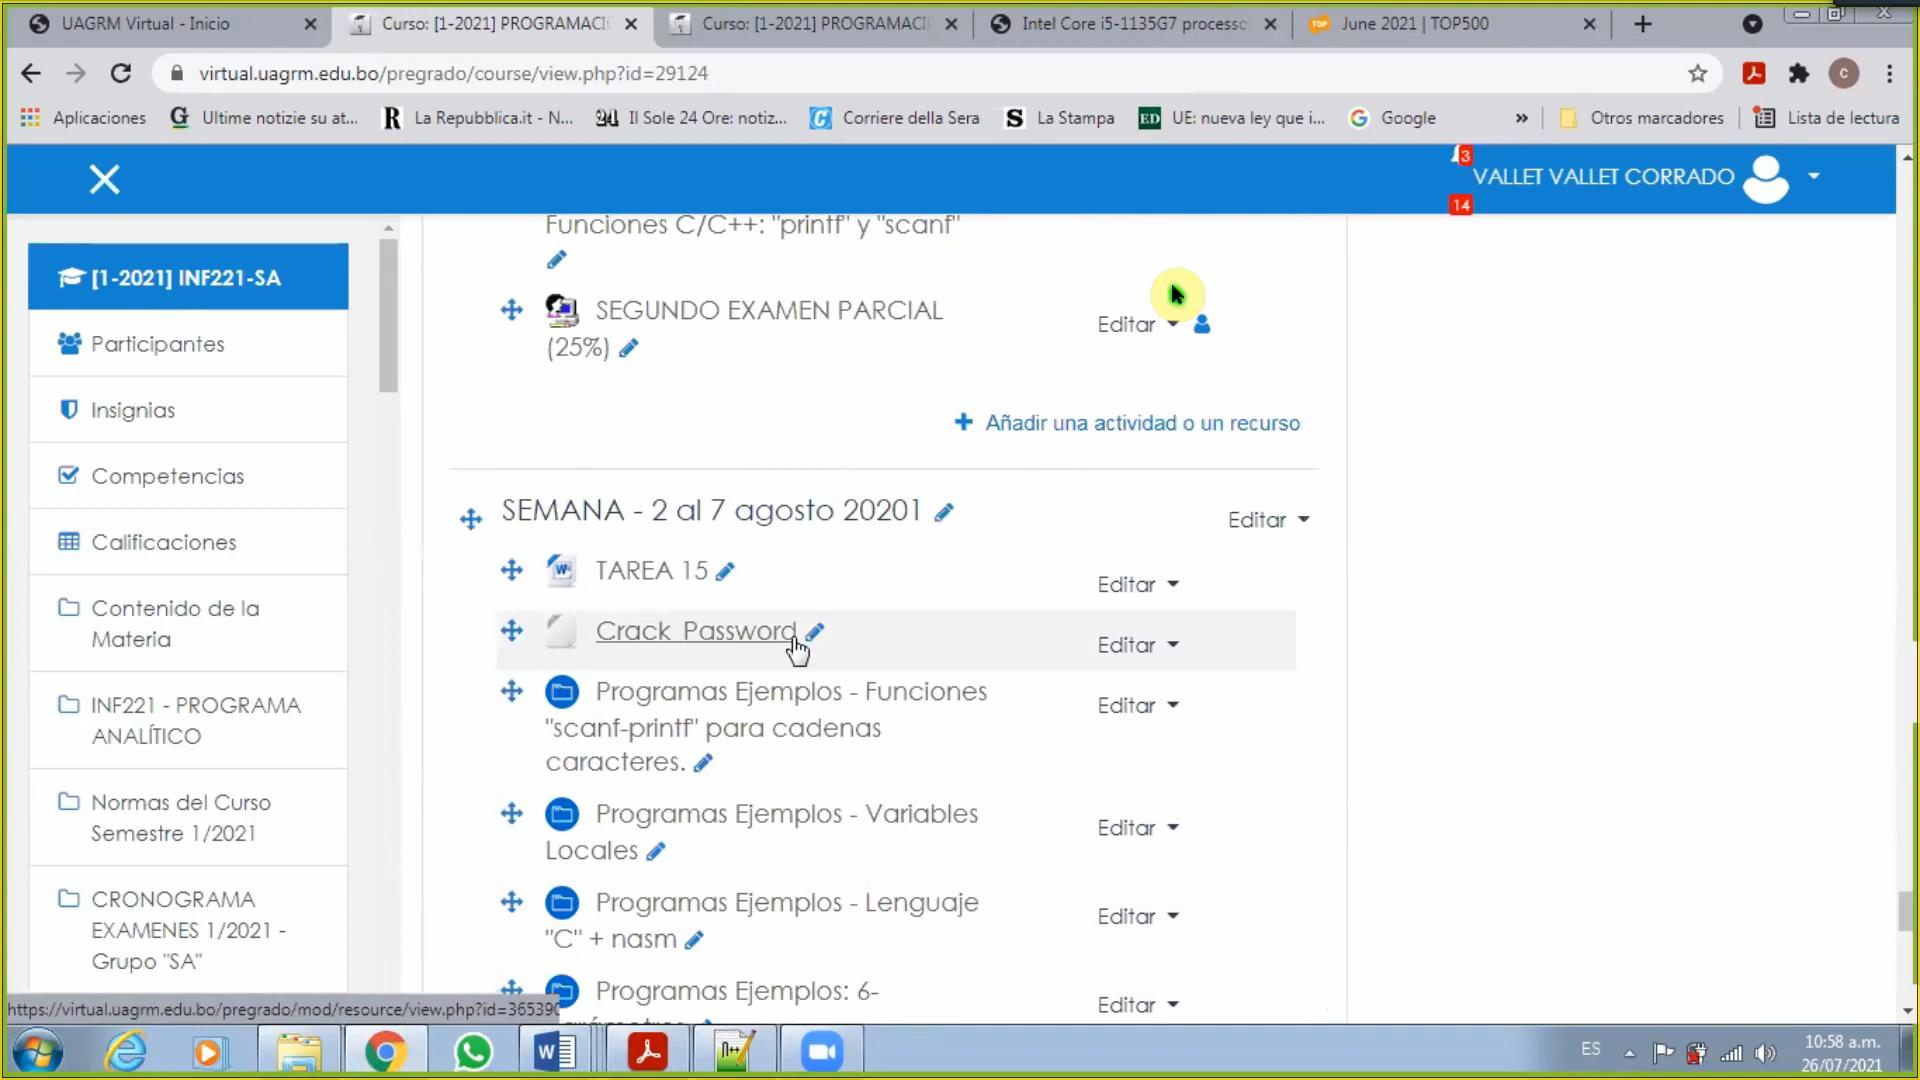 UAGRM Virtual - Inicio
Curso: [1-2021] PROGRAMACIO
Curso: [1-2021] PROGRAMACI
Intel Core i5-1135G7 processo
TOP
June 2021 | TOP500
virtual.uagrm.edu.bo/pregrado/course/view.php?id=29124
C
Aplicaciones
G Ultime notizie su at...
R La Repubblica.it - N...
24 Il Sole 24 Ore: notiz...
C Corriere della Sera
S La Stampa
ED UE: nueva ley que i...
G Google
»
Otros marcadores
Lista de lectura
3
14
VALLET VALLET CORRADO
[1-2021] INF221-SA
Participantes
Insignias
Competencias
Calificaciones
Contenido de la
Materia
INF221 - PROGRAMA
ANALÍTICO
Normas del Curso
Semestre 1/2021
CRONOGRAMA
EXAMENES 1/2021 -
Grupo "SA"
Funciones C/C++: "printf" y "scanf"
SEGUNDO EXAMEN PARCIAL
(25%)
Editar
+ Añadir una actividad o un recurso
SEMANA - 2 al 7 agosto 20201
Editar
TAREA 15
Editar
Crack_Password
Editar
Programas Ejemplos - Funciones
"scanf-printf" para cadenas
caracteres.
Editar
Programas Ejemplos - Variables
Locales
Editar
Programas Ejemplos - Lenguaje
"C" + nasm
Editar
Programas Ejemplos: 6-
Editar
https://virtual.uagrm.edu.bo/pregrado/mod/resource/view.php?id=365390
W
n++
ES
10:58 a.m.
26/07/2021